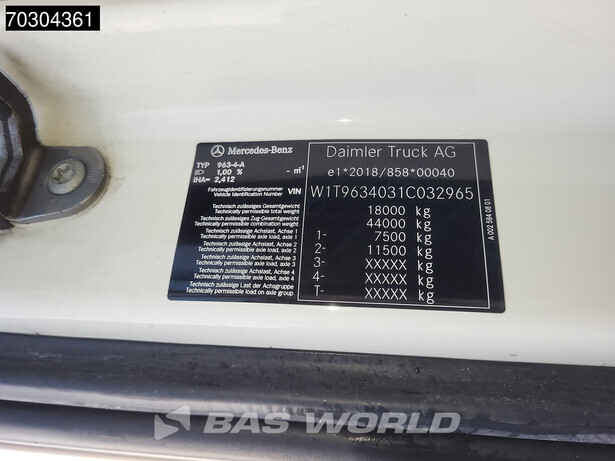 70304361
Mercedes-Benz
Daimler Truck AG
TYP 963-4-A
1,00 % - m⁻¹
IHA= 2,412
e1*2018/858*00040
Fahrzeugidentifizierungsnummer
Vehicle Identification Number VIN
W1T9634031C032965
Technisch zulässiges Gesamtgewicht
Technically permissible total weight
18000 kg
Technisch zulässiges Zug-Gesamtgewicht
Technically permissible combination weight
44000 kg
Technisch zulässige Achslast, Achse 1
Technically permissible axle load, axle 1
1- 7500 kg
Technisch zulässige Achslast, Achse 2
Technically permissible axle load, axle 2
2- 11500 kg
Technisch zulässige Achslast, Achse 3
Technically permissible axle load, axle 3
3- XXXXX kg
Technisch zulässige Achslast, Achse 4
Technically permissible axle load, axle 4
4- XXXXX kg
Technisch zulässige Last der Achsgruppe
Technically permissible load on axle group
T- XXXXX kg
A 002 584 08 01
BAS WORLD